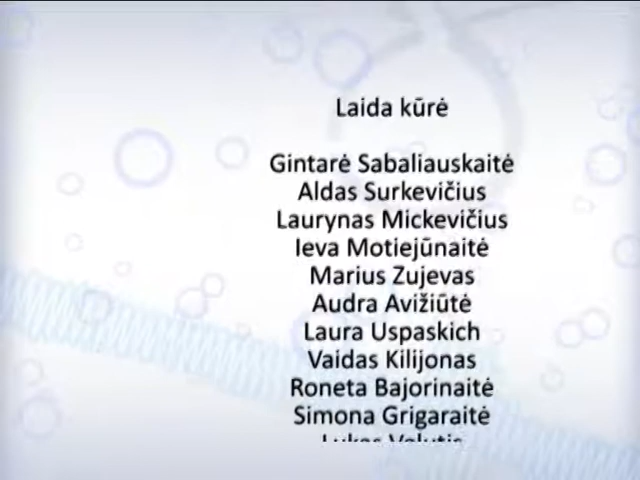 Laida kūrė
Gintarė Sabaliauskaitė
Aldas Surkevičius
Laurynas Mickevičius
Ieva Motiejūnaitė
Marius Zujevas
Audra Avižiūtė
Laura Uspaskich
Vaidas Kilijonas
Roneta Bajorinaitė
Simona Grigaraitė